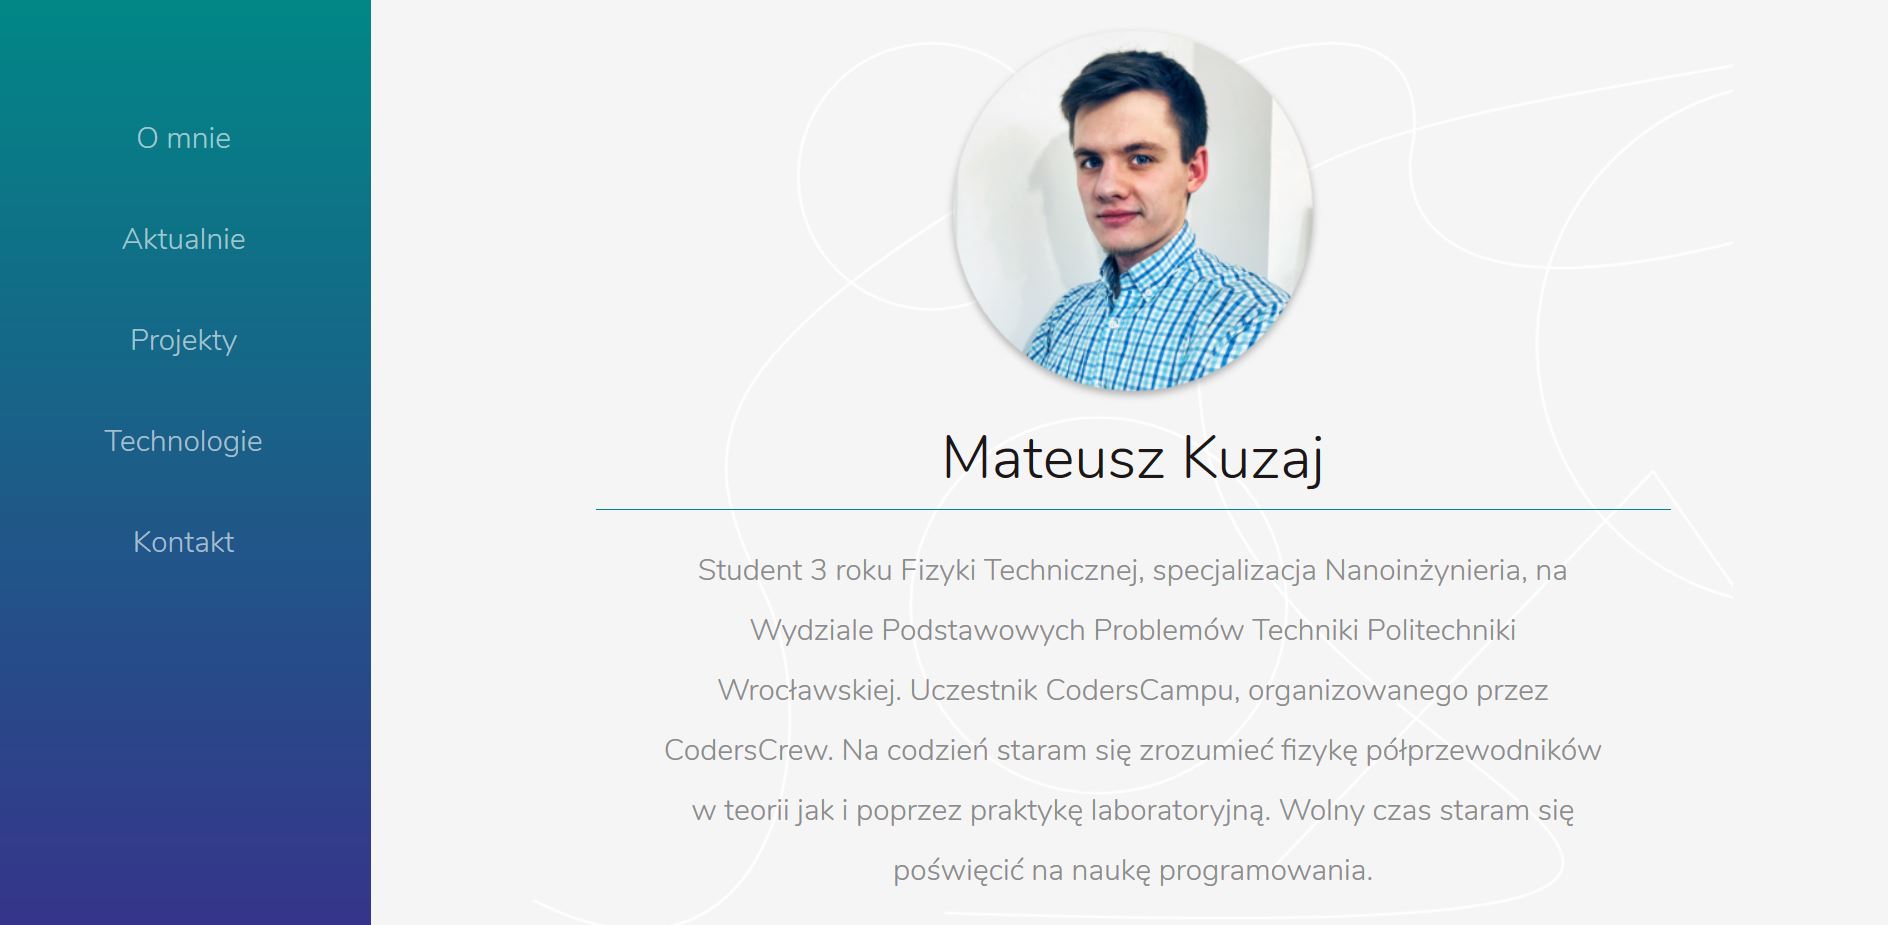 O mnie
Aktualnie
Projekty
Technologie
Kontakt
Mateusz Kuzaj
Student 3 roku Fizyki Technicznej, specjalizacja Nanoinżynieria, na
Wydziale Podstawowych Problemów Techniki Politechniki
Wrocławskiej. Uczestnik CodersCampu, organizowanego przez
CodersCrew. Na codzień staram się zrozumieć fizykę półprzewodników
w teorii jak i poprzez praktykę laboratoryjną. Wolny czas staram się
poświęcić na naukę programowania.